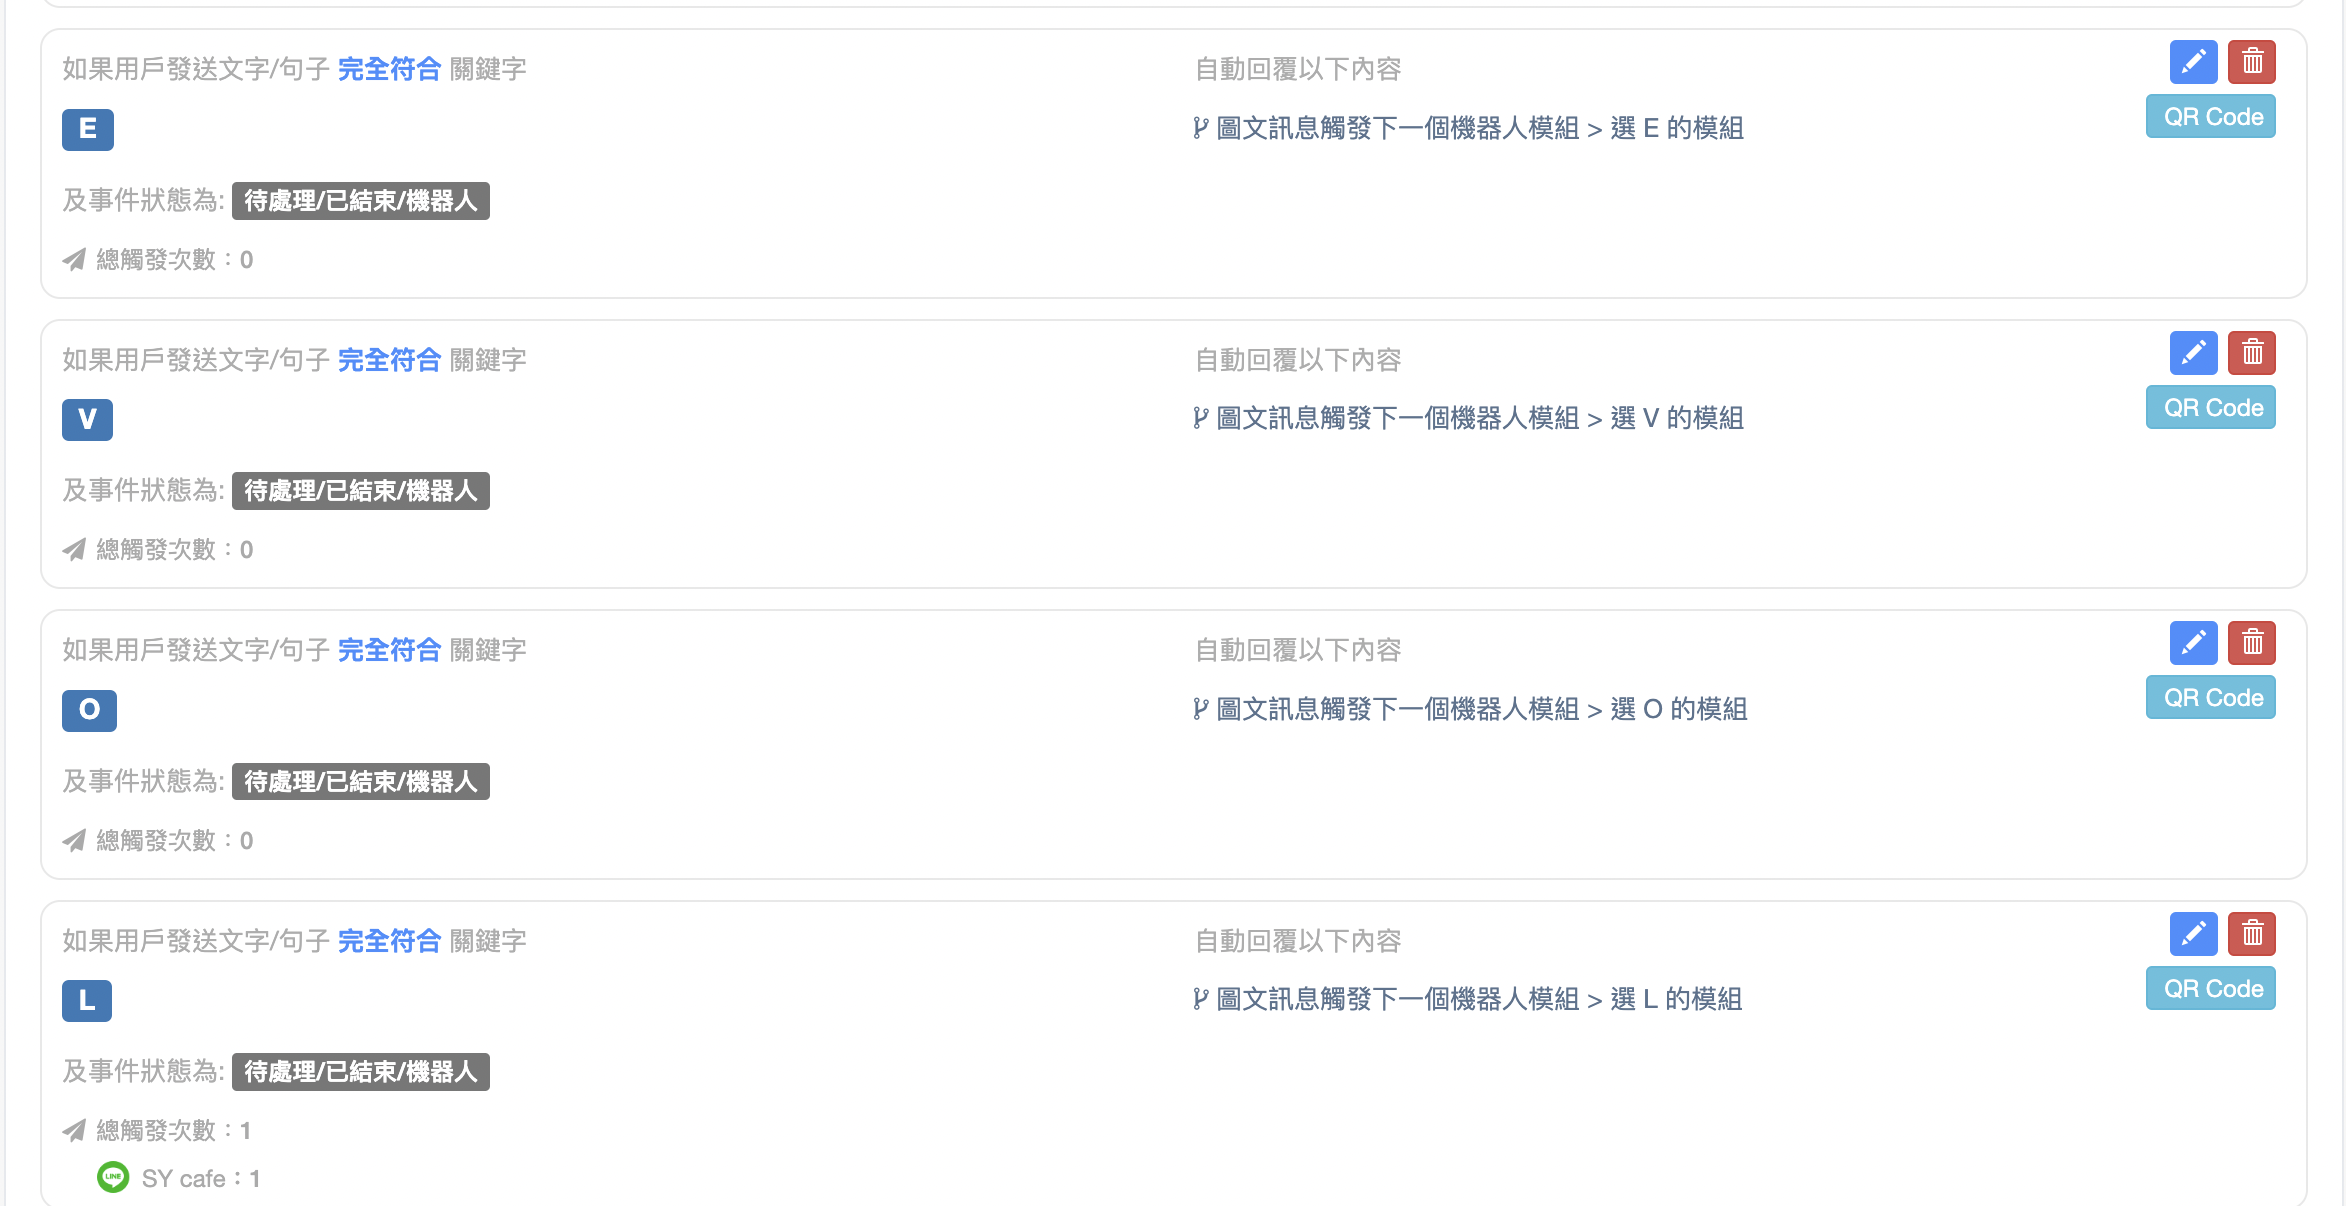 如果用戶發送文字/句子 完全符合 關鍵字
自動回覆以下內容
E
圖文訊息觸發下一個機器人模組 > 選 E 的模組
QR Code
及事件狀態為: 待處理/已結束/機器人
總觸發次數：0
如果用戶發送文字/句子 完全符合 關鍵字
自動回覆以下內容
V
圖文訊息觸發下一個機器人模組 > 選 V 的模組
QR Code
及事件狀態為: 待處理/已結束/機器人
總觸發次數：0
如果用戶發送文字/句子 完全符合 關鍵字
自動回覆以下內容
O
圖文訊息觸發下一個機器人模組 > 選 O 的模組
QR Code
及事件狀態為: 待處理/已結束/機器人
總觸發次數：0
如果用戶發送文字/句子 完全符合 關鍵字
自動回覆以下內容
L
圖文訊息觸發下一個機器人模組 > 選 L 的模組
QR Code
及事件狀態為: 待處理/已結束/機器人
總觸發次數：1
LINE SY cafe：1